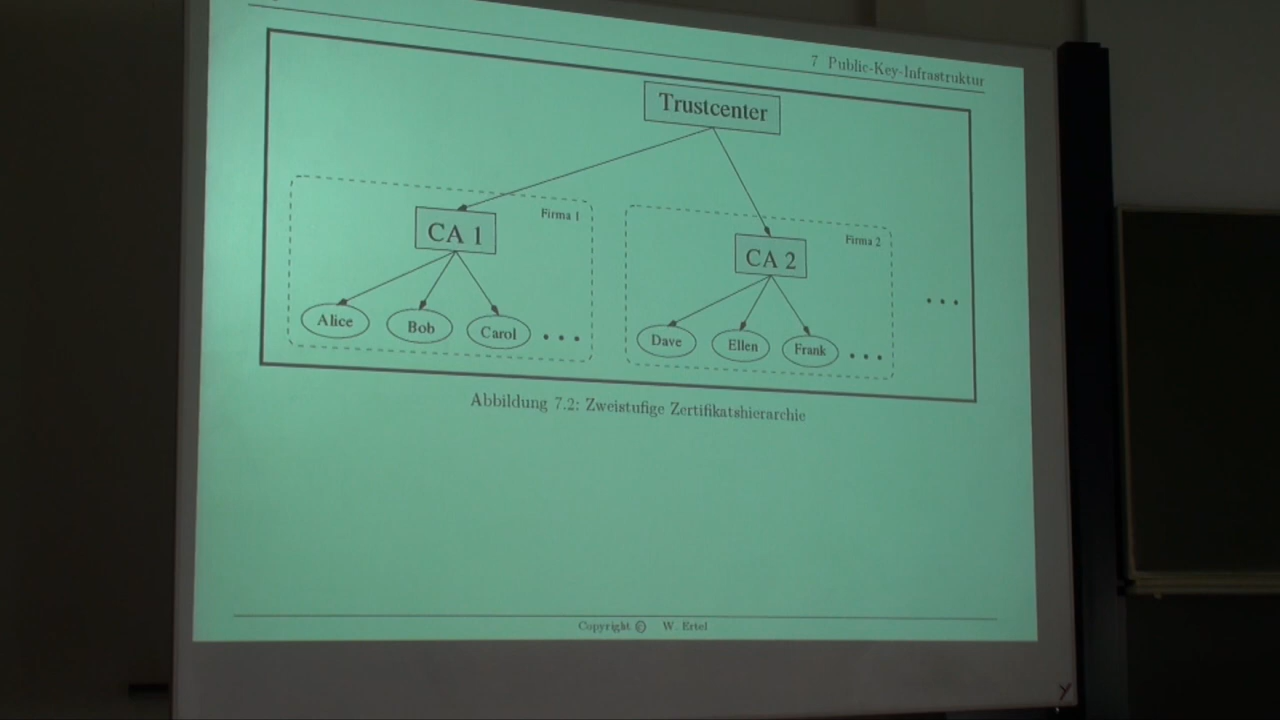 7 Public-Key-Infrastruktur
Trustcenter
Firma 1
CA 1
Firma 2
CA 2
Alice
Bob
Carol
...
Dave
Ellen
Frank
...
...
Abbildung 7.2: Zweistufige Zertifikatshierarchie
Copyright © W. Ertel